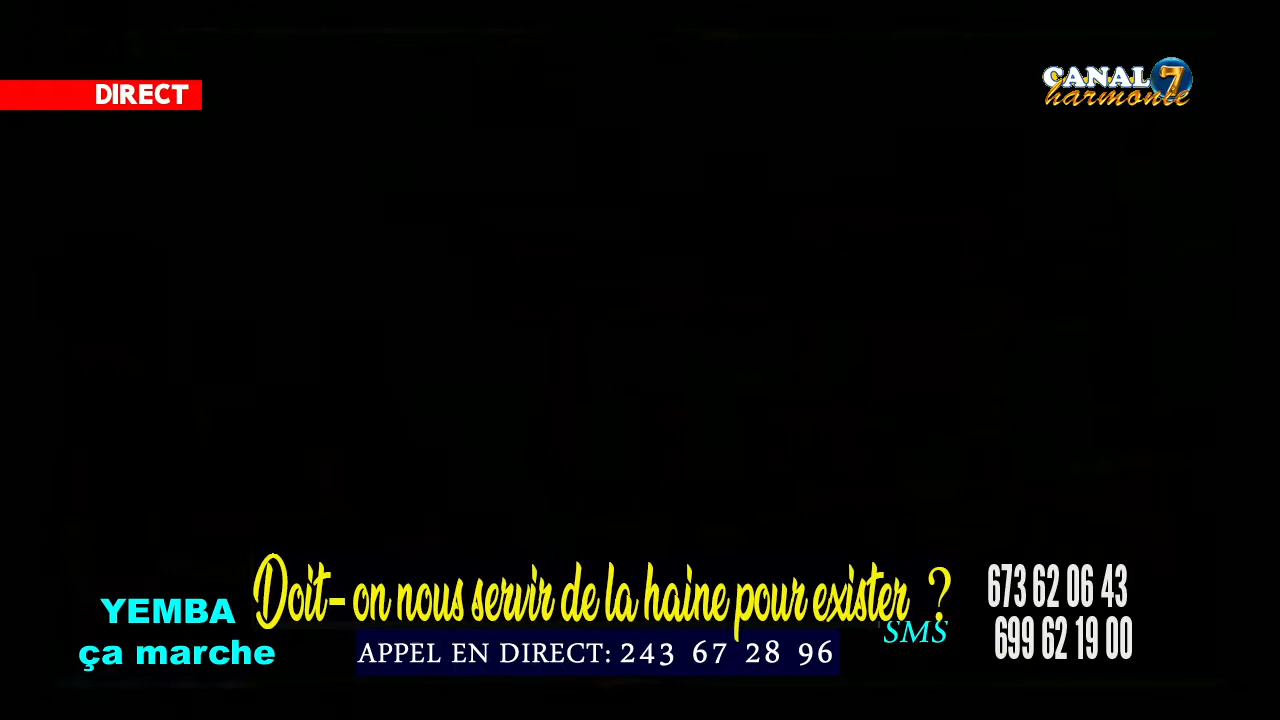 DIRECT
CANAL 7
harmonie
Doit-on nous servir de la haine pour exister ?
YEMBA
ça marche
APPEL EN DIRECT: 243 67 28 96
SMS
673 62 06 43
699 62 19 00